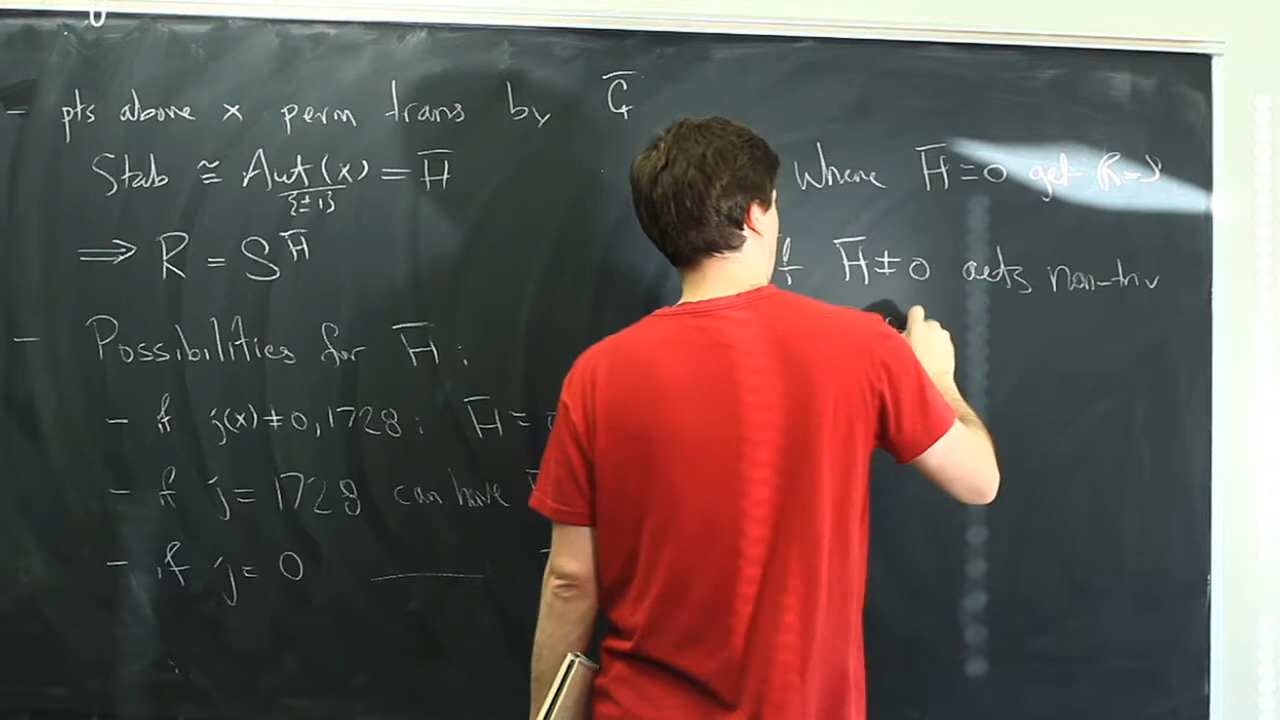 - pts above x perm trans by G̅
Stab ≅ Aut(x)/{±1} = H̅
⟹ R = S^H̅
- Possibilities for H̅ :
- if j(x) ≠ 0, 1728 : H̅ =
- if j = 1728 can have
- if j = 0 ———
Where H̅ = 0 get R = S
If H̅ ≠ 0 acts non-triv